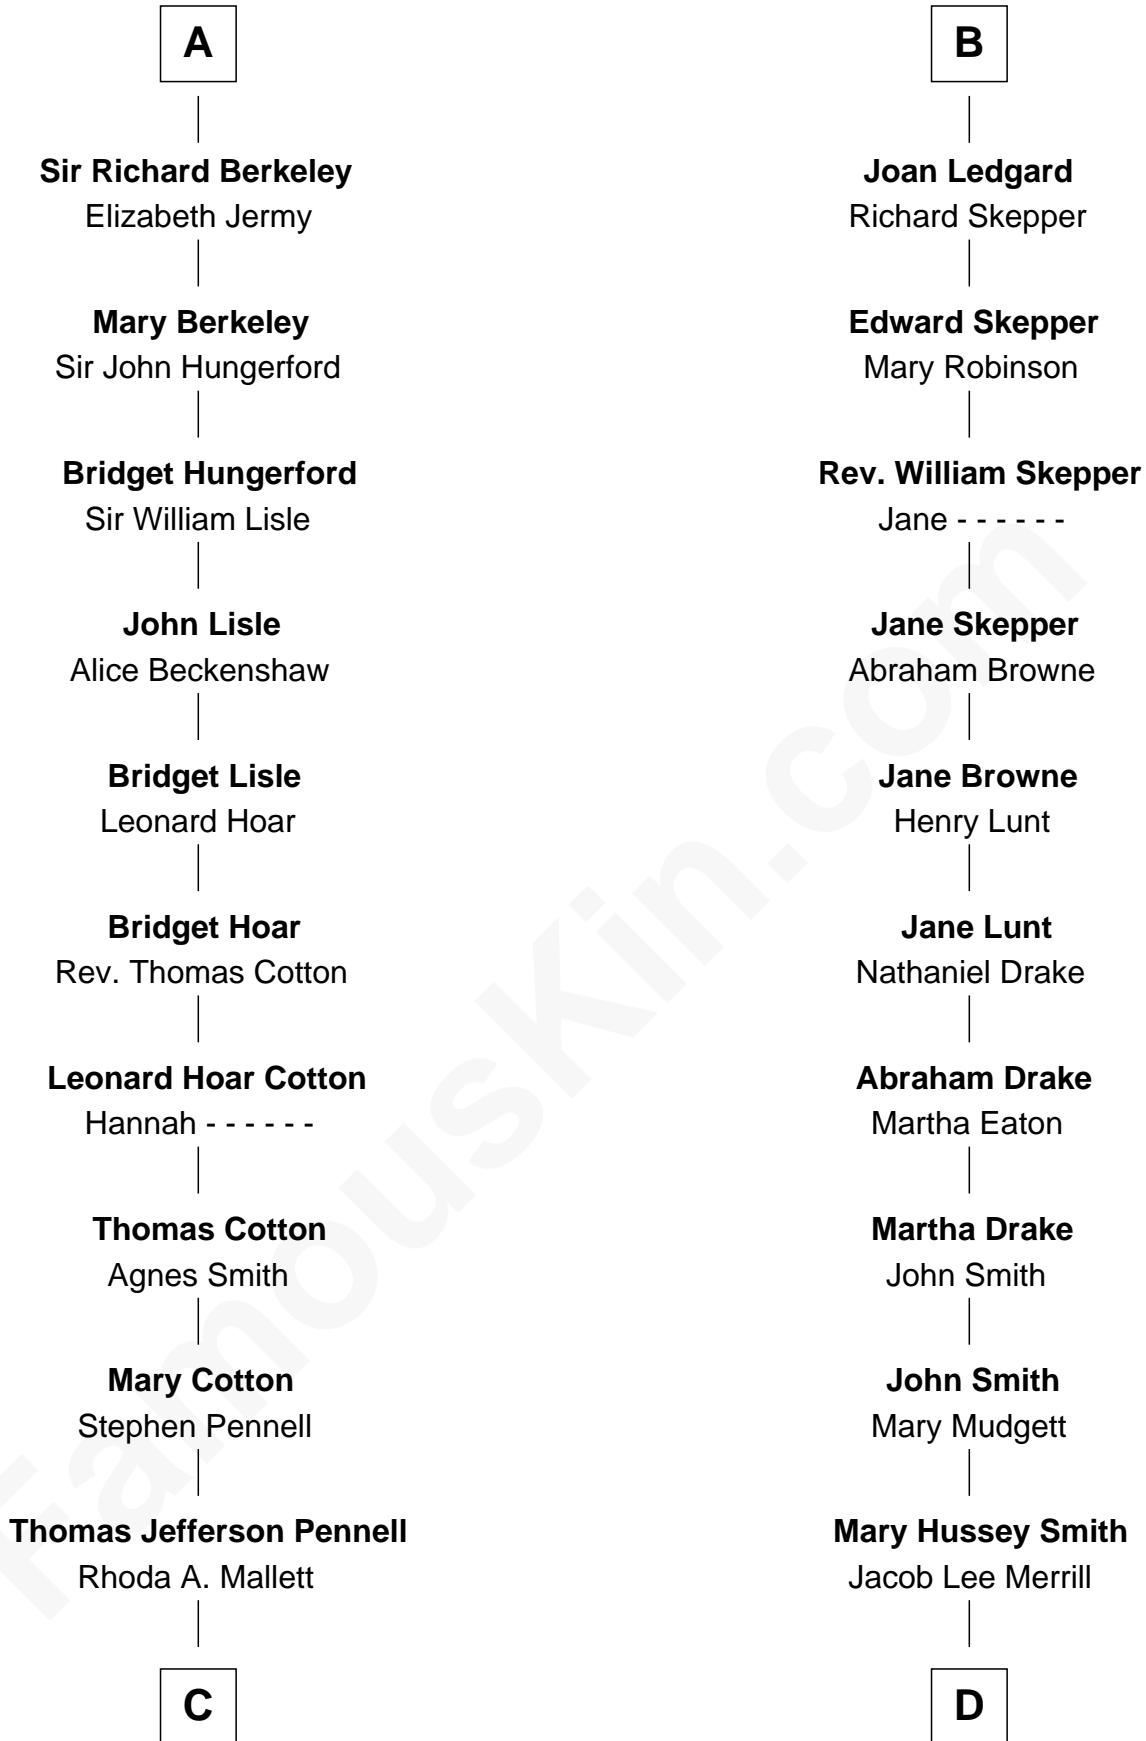 A
Sir Richard Berkeley
Elizabeth Jermy
Mary Berkeley
Sir John Hungerford
Bridget Hungerford
Sir William Lisle
John Lisle
Alice Beckenshaw
Bridget Lisle
Leonard Hoar
Bridget Hoar
Rev. Thomas Cotton
Leonard Hoar Cotton
Hannah - - - - - -
Thomas Cotton
Agnes Smith
Mary Cotton
Stephen Pennell
Thomas Jefferson Pennell
Rhoda A. Mallett
C
B
Joan Ledgard
Richard Skepper
Edward Skepper
Mary Robinson
Rev. William Skepper
Jane - - - - - -
Jane Skepper
Abraham Browne
Jane Browne
Henry Lunt
Jane Lunt
Nathaniel Drake
Abraham Drake
Martha Eaton
Martha Drake
John Smith
John Smith
Mary Mudgett
Mary Hussey Smith
Jacob Lee Merrill
D
FamousKin.com